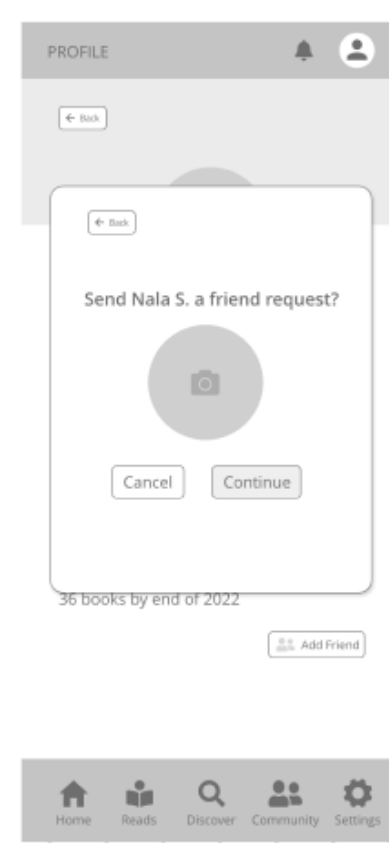 PROFILE
← Back
← Back
Send Nala S. a friend request?
Cancel Continue
36 books by end of 2022
Add Friend
Home Reads Discover Community Settings